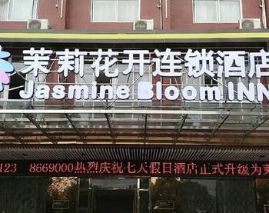 茉莉花开连锁酒店
Jasmine Bloom INN
123 8669000热烈庆祝七天假日酒店正式升级为